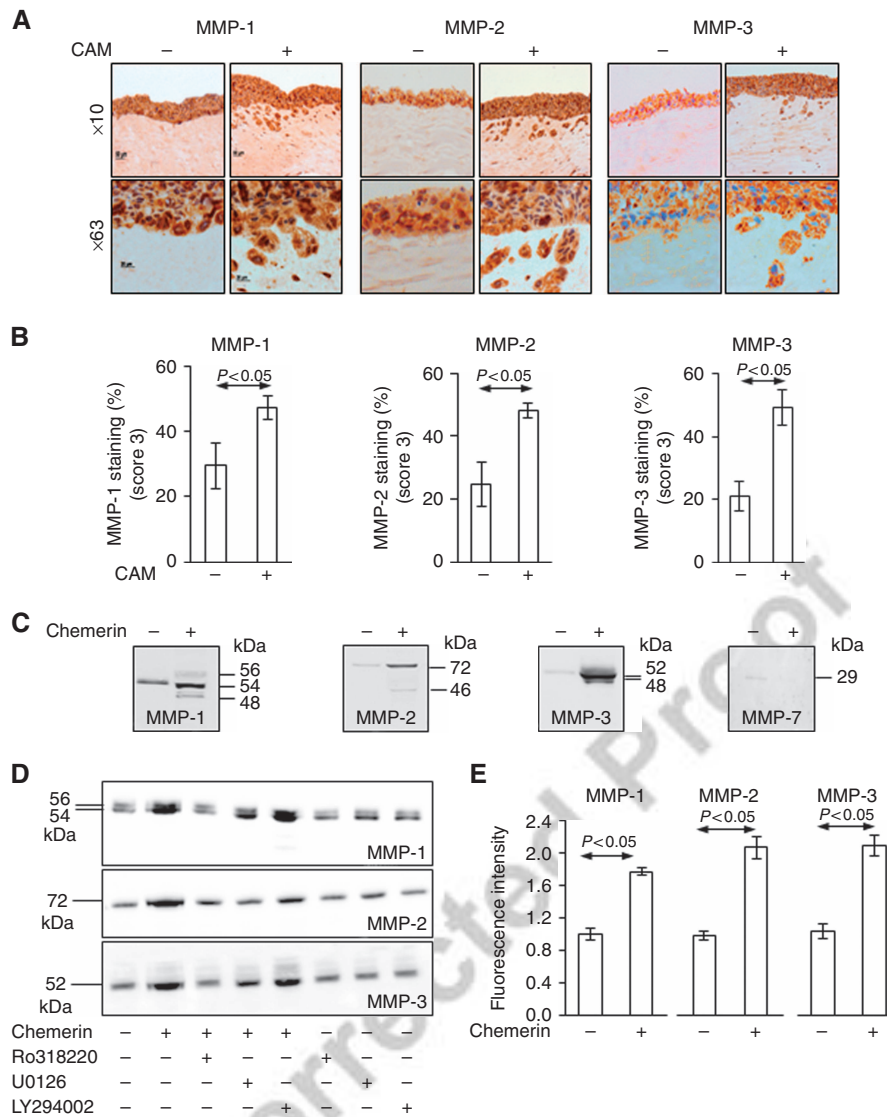 A
MMP-1 MMP-2 MMP-3
CAM – + – + – +
×10
×63
B
MMP-1 MMP-2 MMP-3
MMP-1 staining (%)
(score 3)
60
40
20
0
P<0.05
MMP-2 staining (%)
(score 3)
60
40
20
0
P<0.05
MMP-3 staining (%)
(score 3)
60
40
20
0
P<0.05
CAM – + – + – +
C
Chemerin – + – + – + – +
kDa
56
54
48
MMP-1
kDa
72
46
MMP-2
kDa
52
48
MMP-3
kDa
29
MMP-7
D
56
54
kDa
MMP-1
72
kDa
MMP-2
52
kDa
MMP-3
Chemerin – + + + + – – –
Ro318220 – – + – – + – –
U0126 – – – + – – + –
LY294002 – – – – + – – +
E
MMP-1 MMP-2 MMP-3
Fluorescence intensity
2.4
2.0
1.6
1.2
0.8
0.4
0.0
P<0.05
P<0.05
P<0.05
Chemerin – + – + – +
rrected Proof